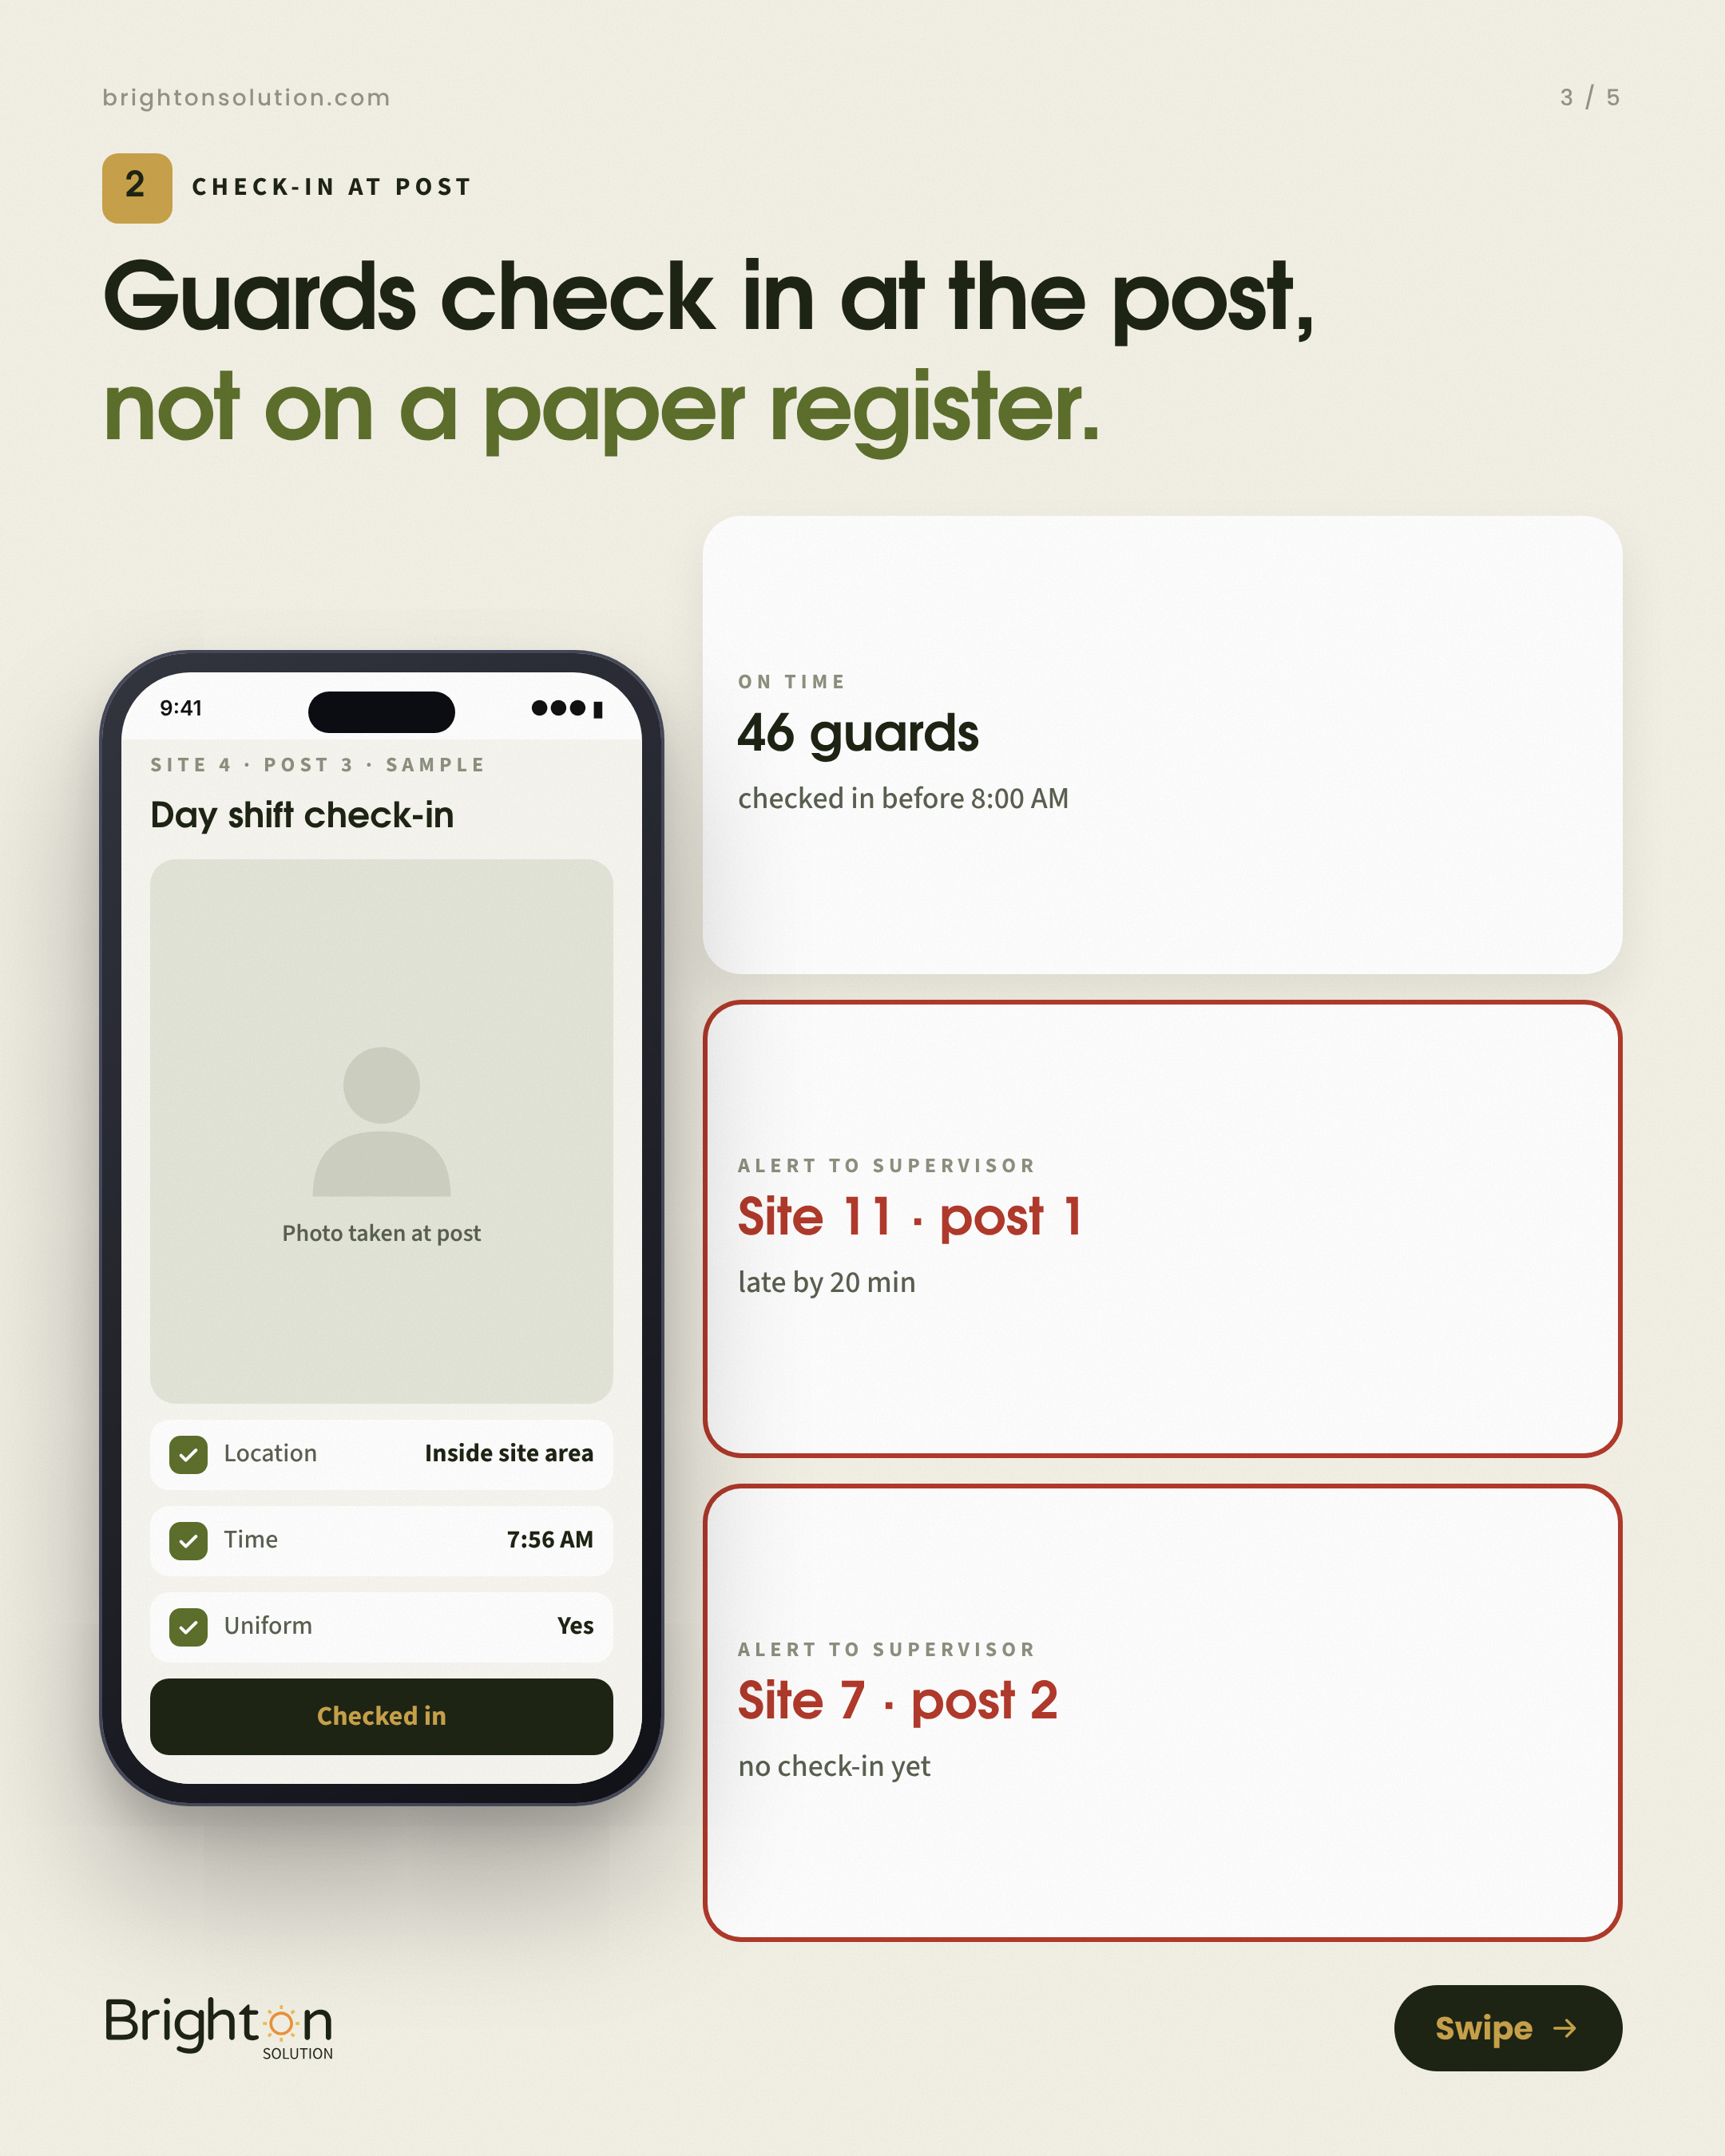 brightonsolution.com
3 / 5
2
CHECK-IN AT POST
Guards check in at the post,
not on a paper register.
9:41
SITE 4 · POST 3 · SAMPLE
Day shift check-in
Photo taken at post
Location
Inside site area
Time
7:56 AM
Uniform
Yes
Checked in
ON TIME
46 guards
checked in before 8:00 AM
ALERT TO SUPERVISOR
Site 11 · post 1
late by 20 min
ALERT TO SUPERVISOR
Site 7 · post 2
no check-in yet
Brighton
SOLUTION
Swipe →